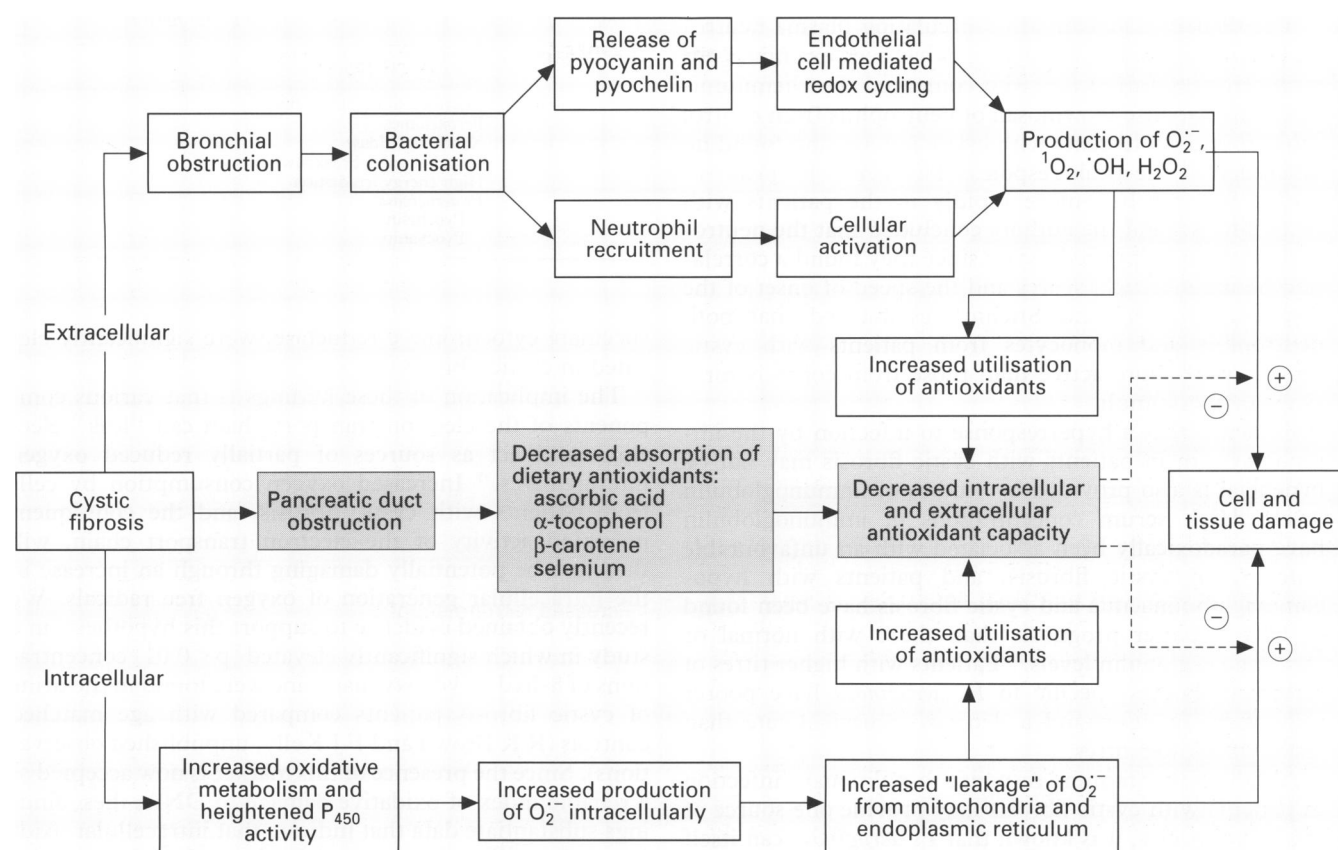 Release of
pyocyanin and
pyochelin
Endothelial
cell mediated
redox cycling
Bronchial
obstruction
Bacterial
colonisation
Production of O₂·⁻,
¹O₂, ·OH, H₂O₂
Neutrophil
recruitment
Cellular
activation
Extracellular
Increased utilisation
of antioxidants
+
−
Cystic
fibrosis
Pancreatic duct
obstruction
Decreased absorption of
dietary antioxidants:
ascorbic acid
α-tocopherol
β-carotene
selenium
Decreased intracellular
and extracellular
antioxidant capacity
Cell and
tissue damage
−
+
Increased utilisation
of antioxidants
Intracellular
Increased oxidative
metabolism and
heightened P450
activity
Increased production
of O₂·⁻ intracellularly
Increased "leakage" of O₂·⁻
from mitochondria and
endoplasmic reticulum